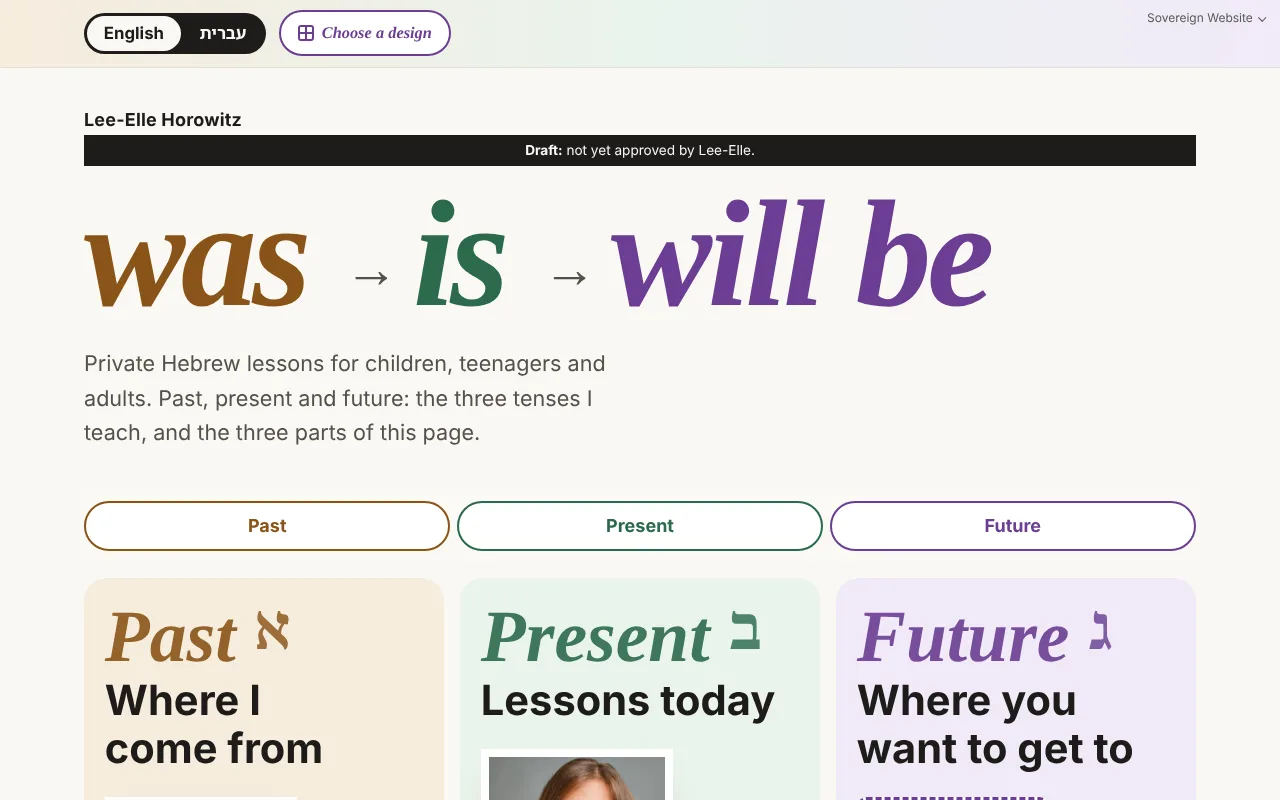 English עברית Choose a design Sovereign Website
Lee-Elle Horowitz
Draft: not yet approved by Lee-Elle.
was → is → will be
Private Hebrew lessons for children, teenagers and
adults. Past, present and future: the three tenses I
teach, and the three parts of this page.
Past Present Future
Past א
Where I
come from
Present ב
Lessons today
Future ג
Where you
want to get to